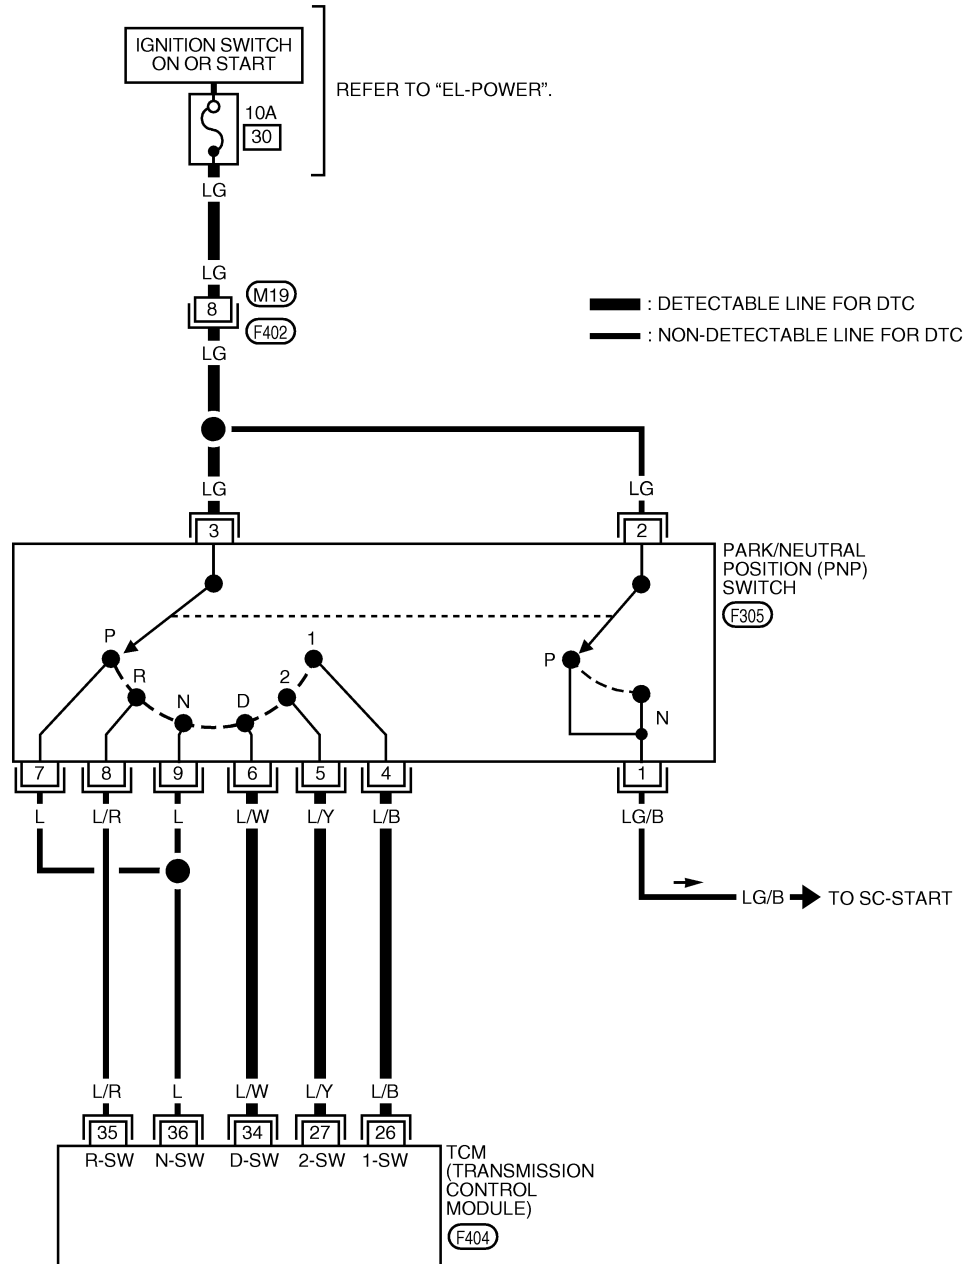 IGNITION SWITCH
ON OR START
REFER TO “EL-POWER”.
10A
30
LG
LG
M19
8
F402
LG
: DETECTABLE LINE FOR DTC
: NON-DETECTABLE LINE FOR DTC
LG
LG
3
2
PARK/NEUTRAL
POSITION (PNP)
SWITCH
F305
P
R
N
D
2
1
P
N
7
8
9
6
5
4
1
L
L/R
L
L/W
L/Y
L/B
LG/B
LG/B
TO SC-START
L/R
L
L/W
L/Y
L/B
35
36
34
27
26
R-SW
N-SW
D-SW
2-SW
1-SW
TCM
(TRANSMISSION
CONTROL
MODULE)
F404